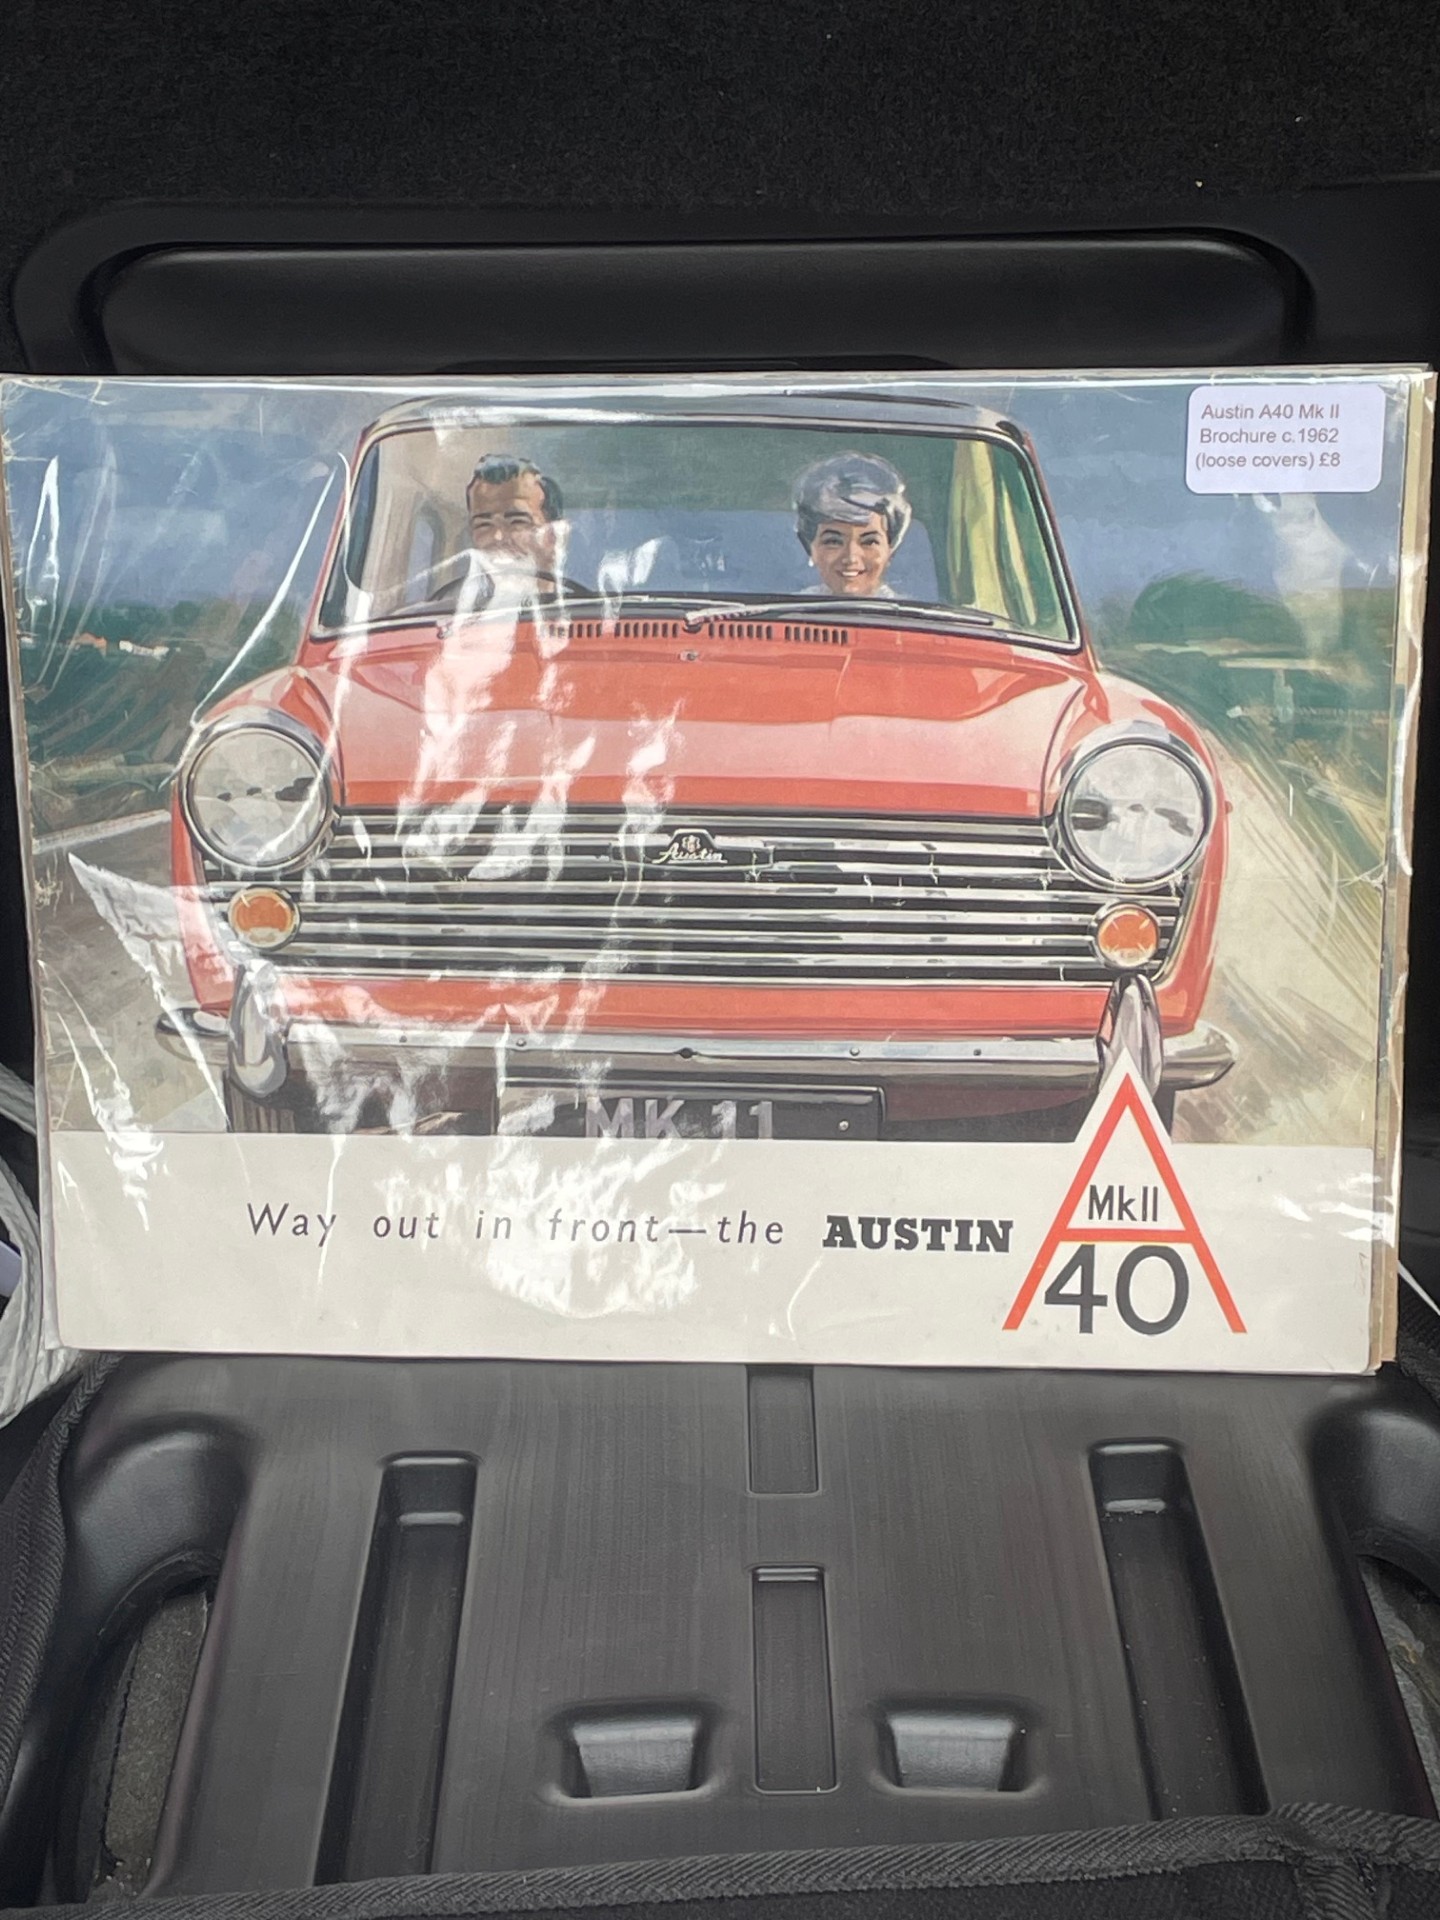 Austin A40 Mk II
Brochure c.1962
(loose covers) £8
Austin
MK 11
Way out in front—the AUSTIN
MkII
A
40